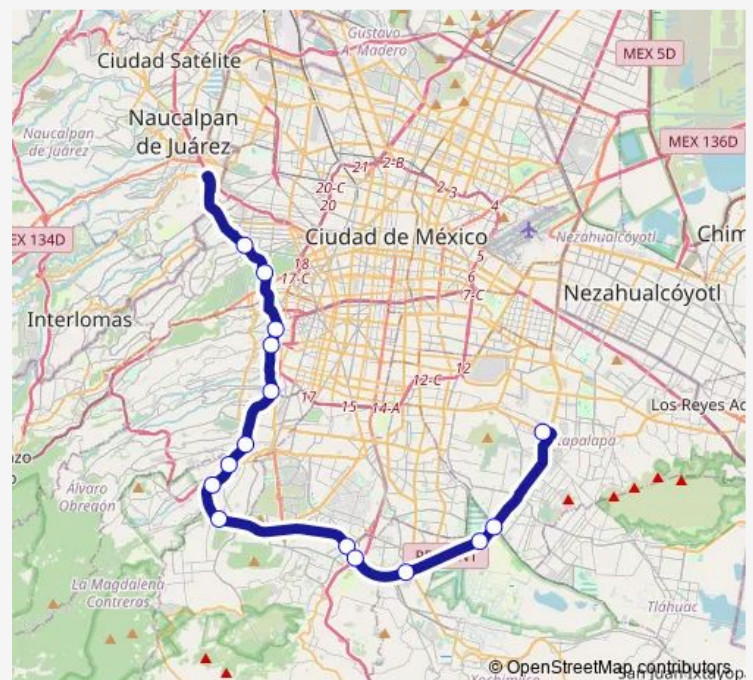 Gustavo
A. Madero
MEX 5D
Ciudad Satélite
Naucalpan
de Juárez
Naucalpan
de Juárez
MEX 136D
21
2-B
20-C
20
2
3
4
EX 134D
Ciudad de México
Nezahualcóyotl
Chim
5
18
17-C
6
7-C
Nezahualcóyotl
Interlomas
12
12-C
17
15
14-A
Los Reyes Ac
zapalapa
zo
o
Álvaro
Obregón
La Magdalena
Contreras
Tláhuac
© OpenStreetMap contributors